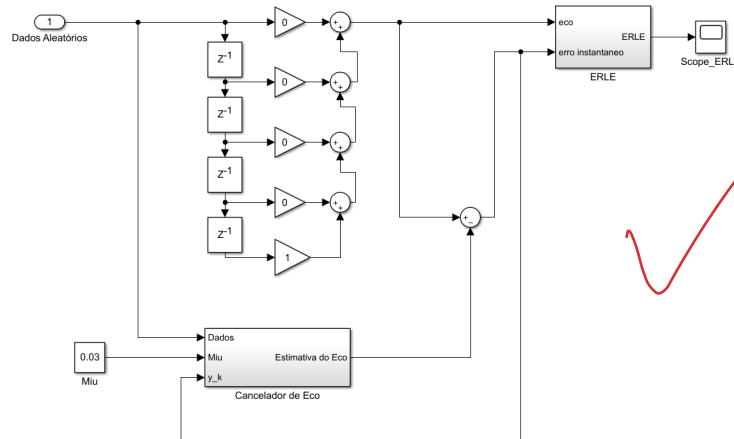 1
Dados Aleatórios
0
+
+
eco
erro instantaneo
ERLE
ERLE
Scope_ERL
Z-1
0
+
+
Z-1
0
+
+
Z-1
0
+
+
+
_
Z-1
1
0.03
Miu
Dados
Miu
y_k
Estimativa do Eco
Cancelador de Eco